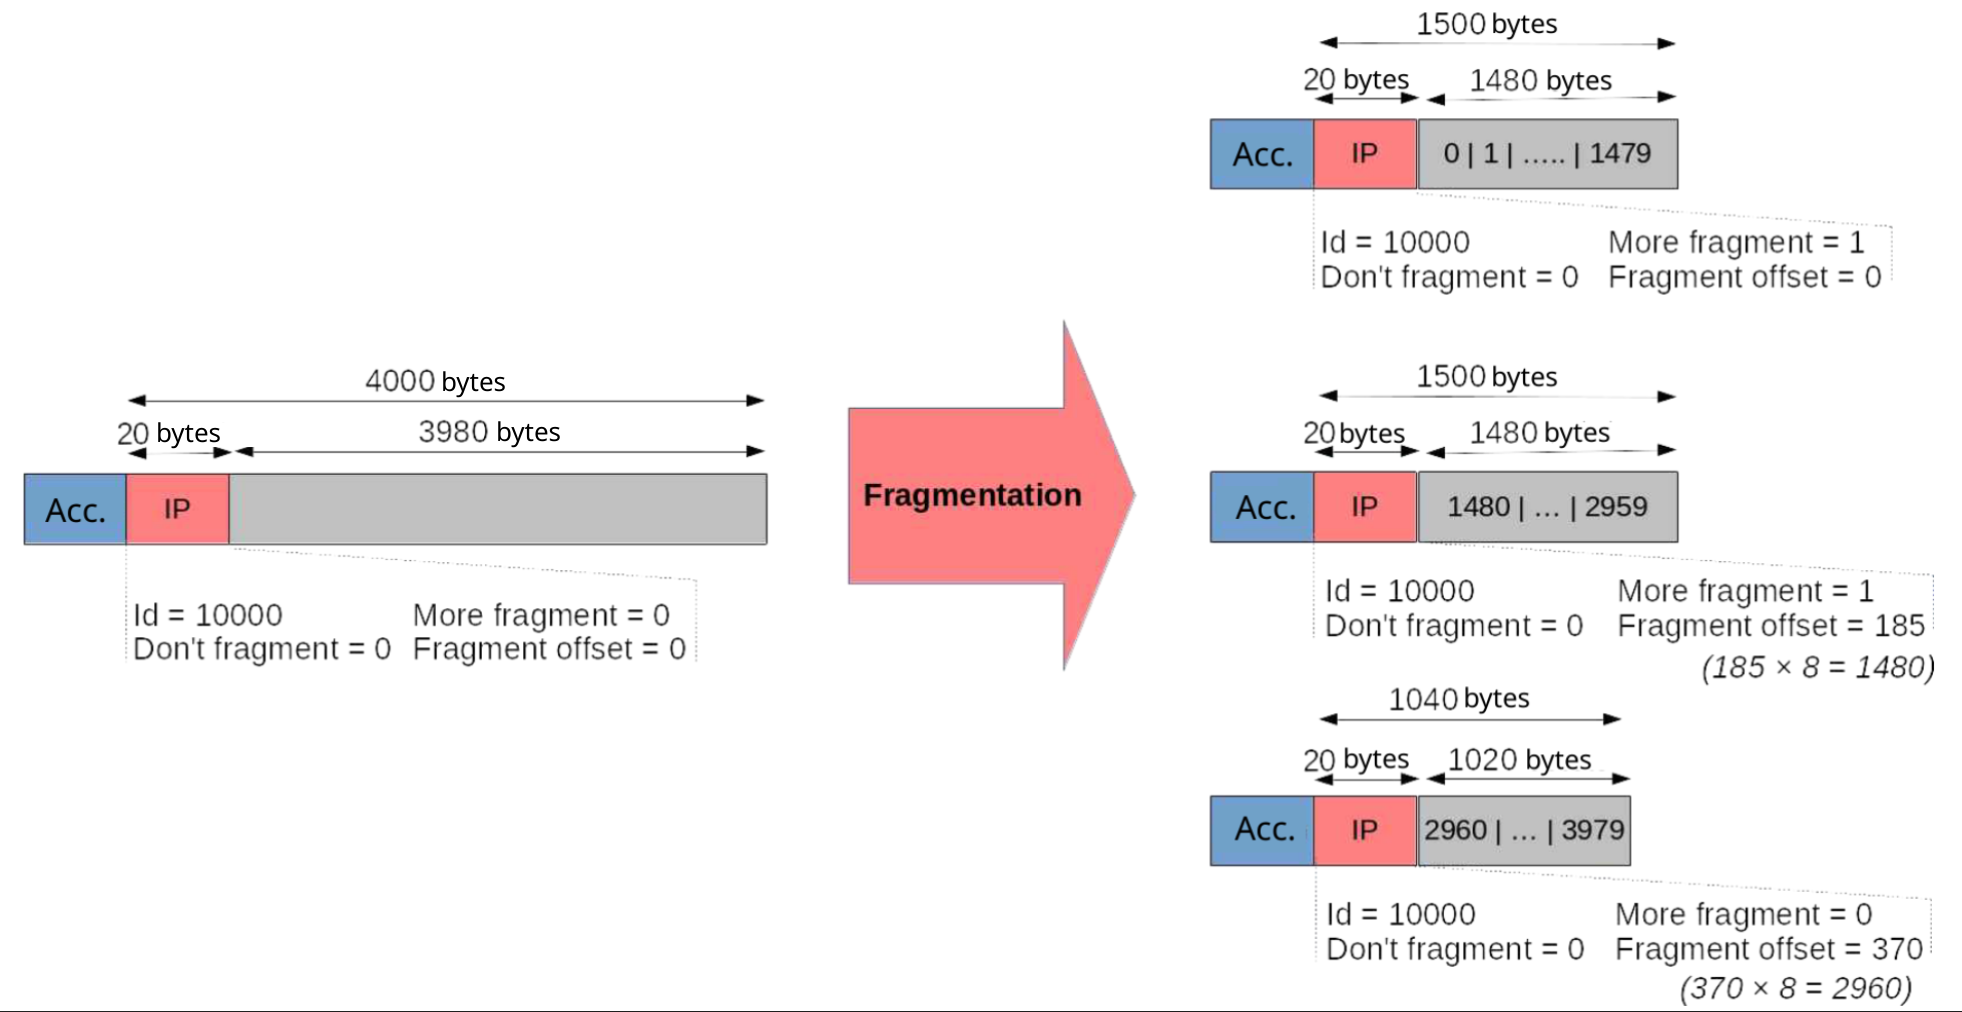 4000 bytes
20 bytes
3980 bytes
Acc.
IP
Id = 10000
More fragment = 0
Don't fragment = 0
Fragment offset = 0
Fragmentation
1500 bytes
20 bytes
1480 bytes
Acc.
IP
0 | 1 | ..... | 1479
Id = 10000
More fragment = 1
Don't fragment = 0
Fragment offset = 0
1500 bytes
20 bytes
1480 bytes
Acc.
IP
1480 | ... | 2959
Id = 10000
More fragment = 1
Don't fragment = 0
Fragment offset = 185
(185 × 8 = 1480)
1040 bytes
20 bytes
1020 bytes
Acc.
IP
2960 | ... | 3979
Id = 10000
More fragment = 0
Don't fragment = 0
Fragment offset = 370
(370 × 8 = 2960)